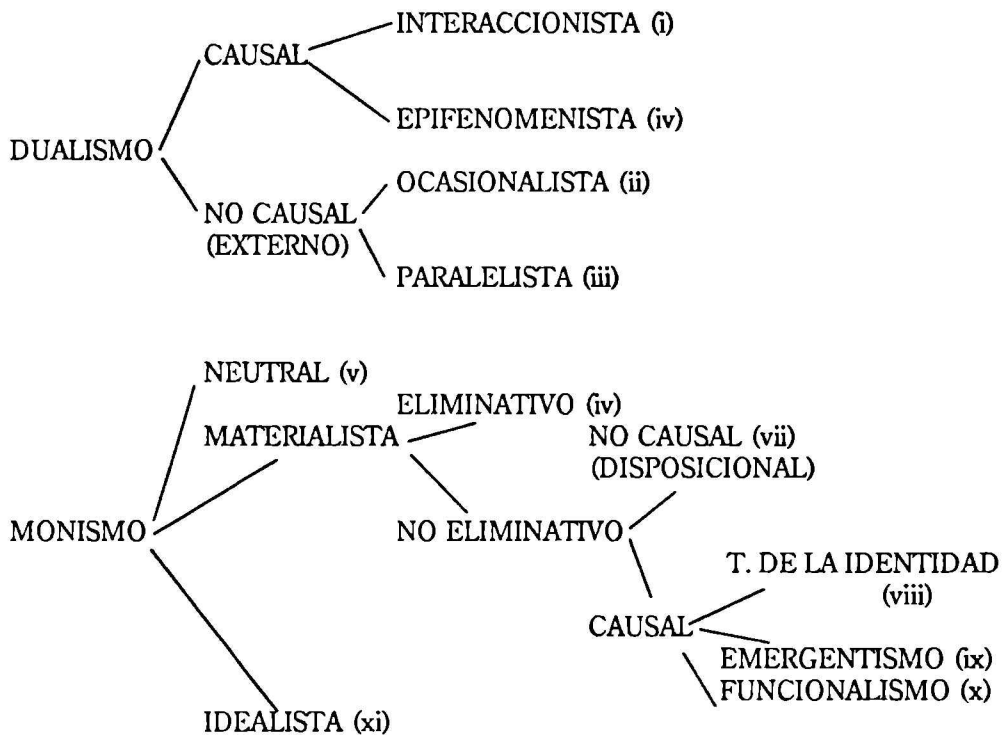 INTERACCIONISTA (i)
CAUSAL
EPIFENOMENISTA (iv)
DUALISMO
OCASIONALISTA (ii)
NO CAUSAL
(EXTERNO)
PARALELISTA (iii)
NEUTRAL (v)
ELIMINATIVO (iv)
MATERIALISTA
NO CAUSAL (vii)
(DISPOSICIONAL)
MONISMO
NO ELIMINATIVO
T. DE LA IDENTIDAD
(viii)
CAUSAL
EMERGENTISMO (ix)
FUNCIONALISMO (x)
IDEALISTA (xi)